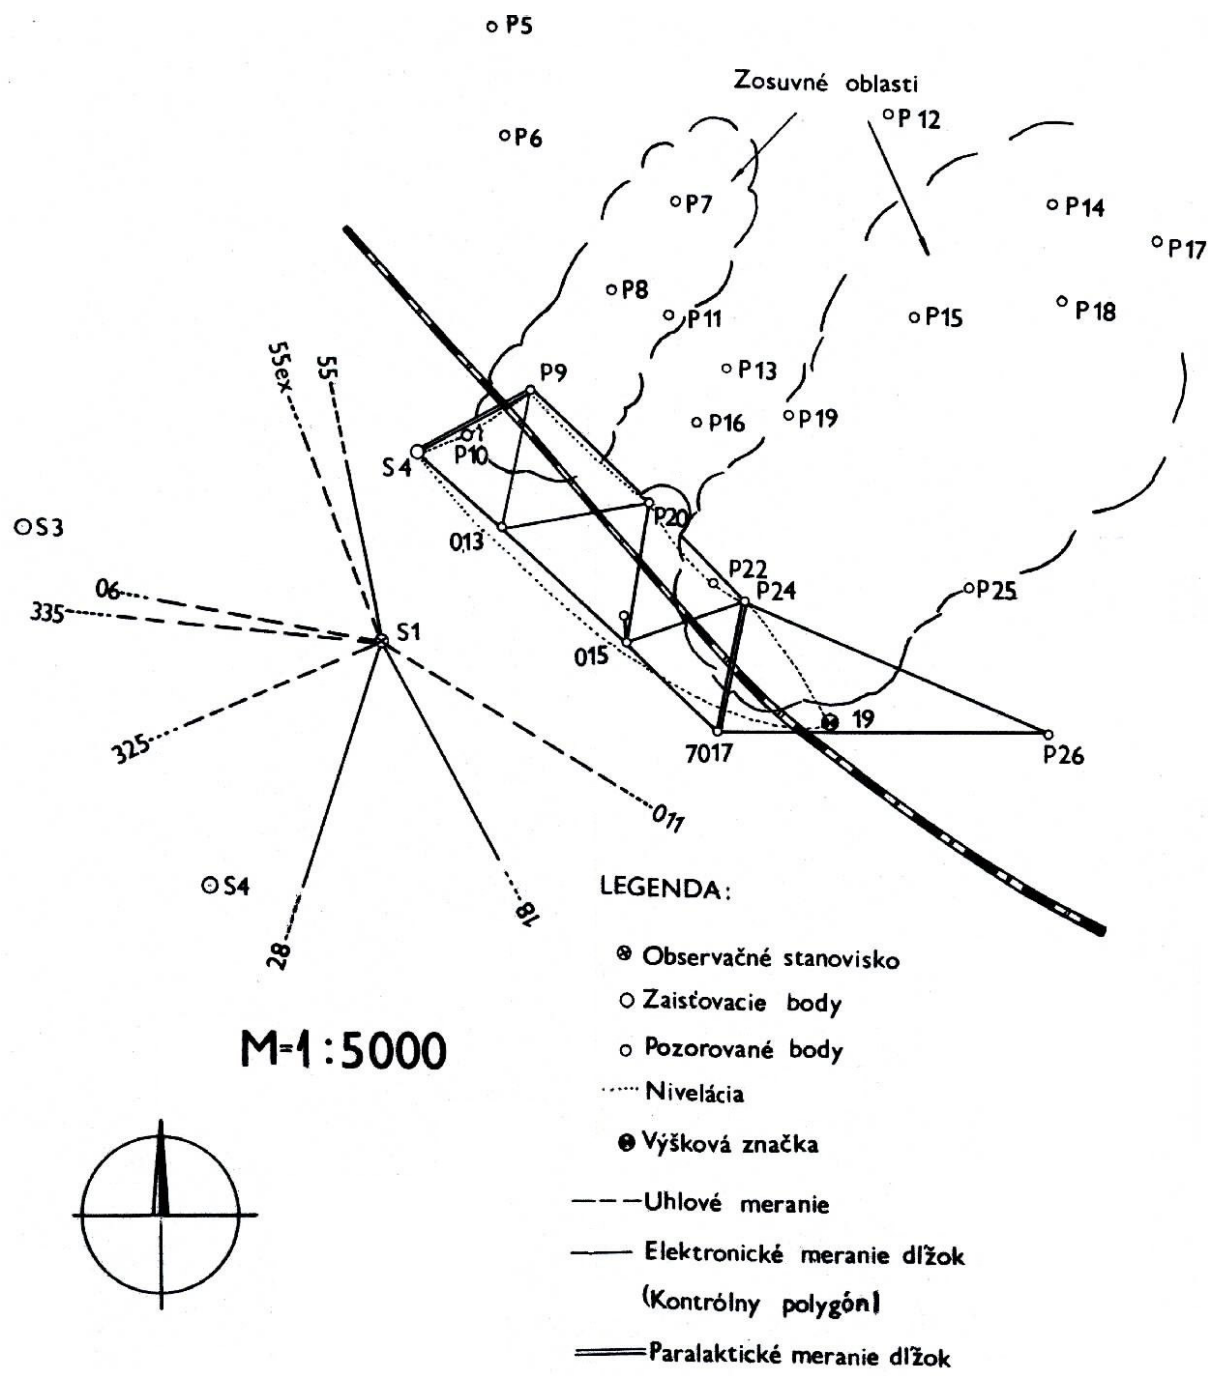 P5
Zosuvné oblasti
P 12
P6
P7
P14
P17
P8
P11
P15
P18
55ex
55
P9
P13
P16
P19
P10
S4
S3
P20
013
P22
P24
P25
06
335
S1
015
19
325
7017
P26
011
S4
18
28
LEGENDA:
Observačné stanovisko
Zaisťovacie body
M=1:5000
Pozorované body
Nivelácia
Výšková značka
Uhlové meranie
Elektronické meranie dĺžok
(Kontrólny polygón)
Paralaktické meranie dĺžok